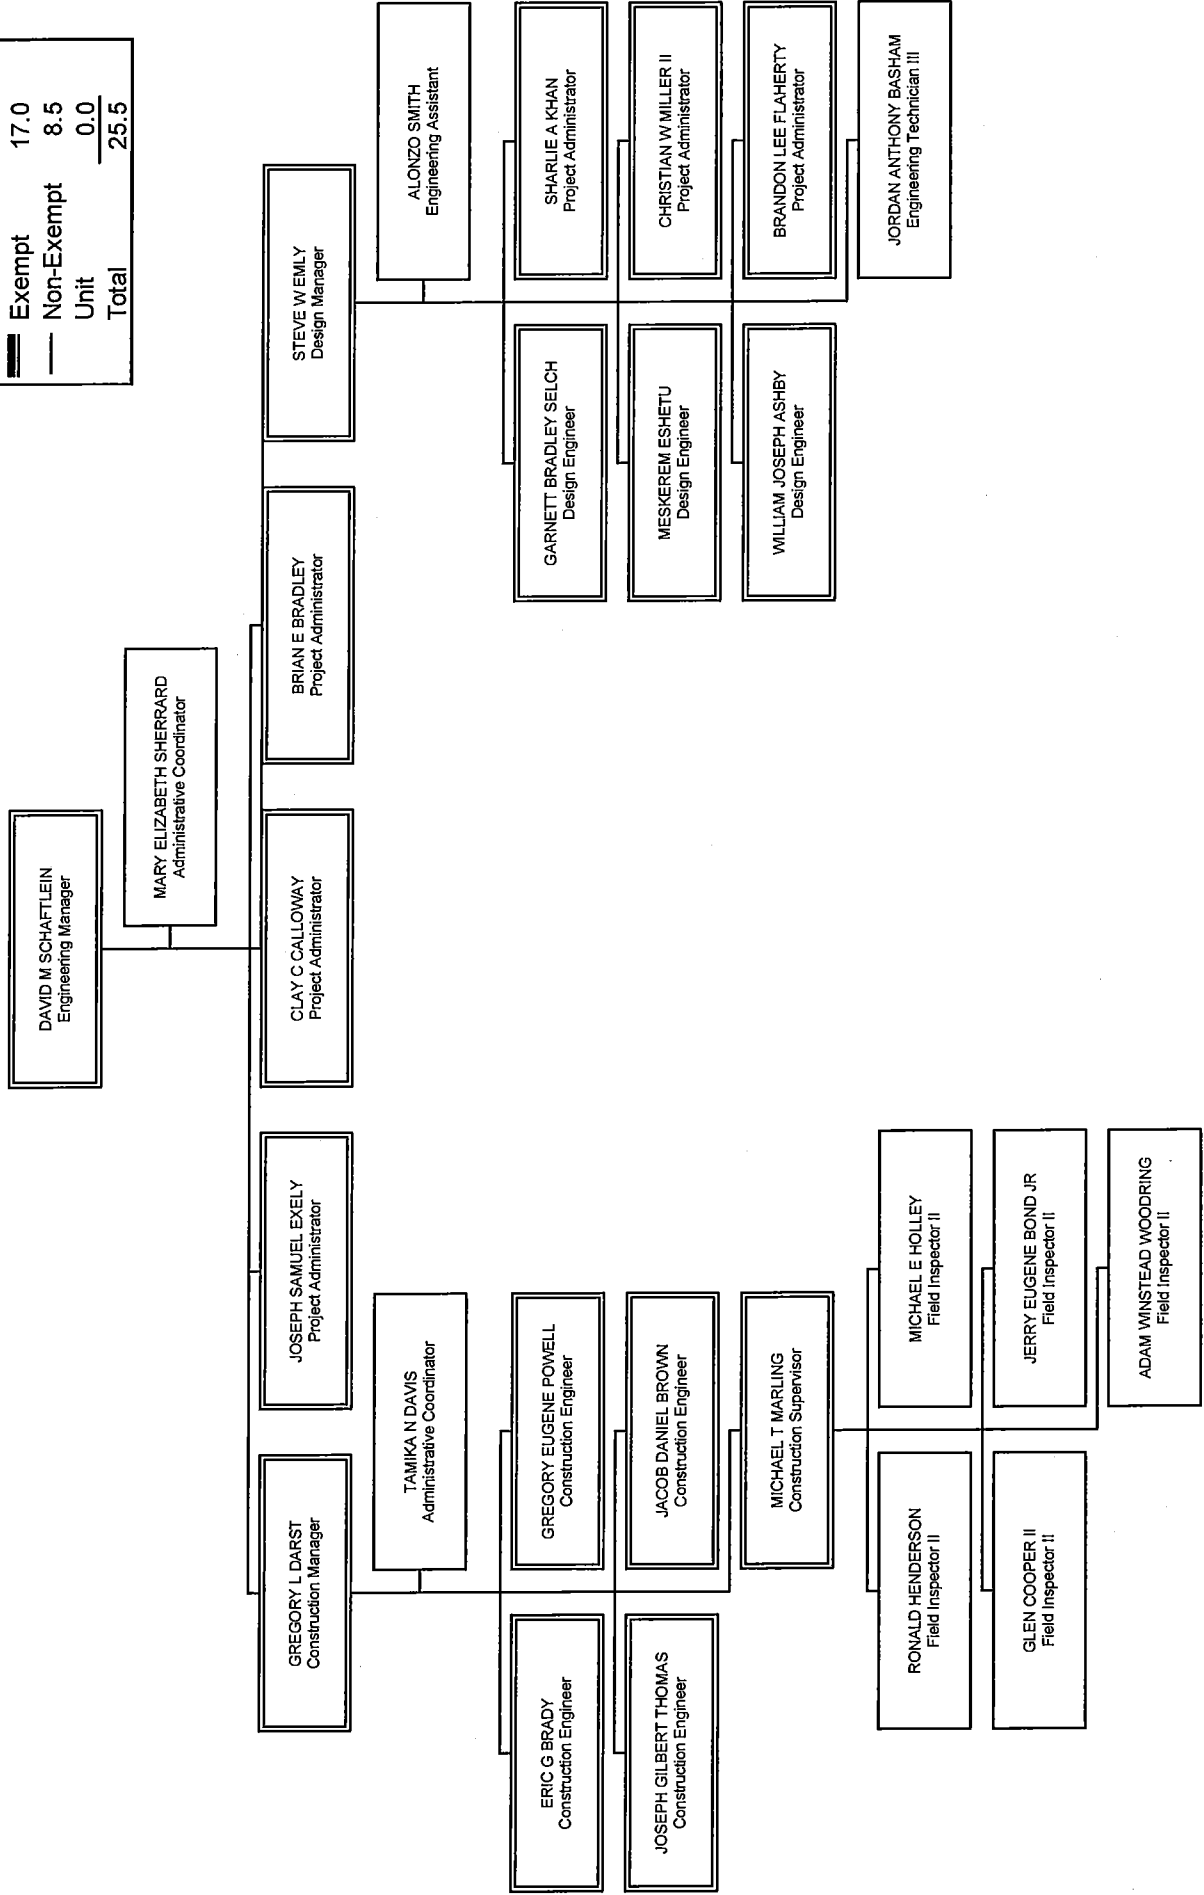 Exempt 17.0
Non-Exempt 8.5
Unit 0.0
Total 25.5
DAVID M SCHAFTLEIN
Engineering Manager
MARY ELIZABETH SHERRARD
Administrative Coordinator
GREGORY L DARST
Construction Manager
JOSEPH SAMUEL EXELY
Project Administrator
CLAY C CALLOWAY
Project Administrator
BRIAN E BRADLEY
Project Administrator
STEVE W EMLY
Design Manager
TAMIKA N DAVIS
Administrative Coordinator
ERIC G BRADY
Construction Engineer
GREGORY EUGENE POWELL
Construction Engineer
JOSEPH GILBERT THOMAS
Construction Engineer
JACOB DANIEL BROWN
Construction Engineer
MICHAEL T MARLING
Construction Supervisor
RONALD HENDERSON
Field Inspector II
MICHAEL E HOLLEY
Field Inspector II
GLEN COOPER II
Field Inspector II
JERRY EUGENE BOND JR
Field Inspector II
ADAM WINSTEAD WOODRING
Field Inspector II
ALONZO SMITH
Engineering Assistant
GARNETT BRADLEY SELCH
Design Engineer
SHARLIE A KHAN
Project Administrator
MESKEREM ESHETU
Design Engineer
CHRISTIAN W MILLER II
Project Administrator
WILLIAM JOSEPH ASHBY
Design Engineer
BRANDON LEE FLAHERTY
Project Administrator
JORDAN ANTHONY BASHAM
Engineering Technician III